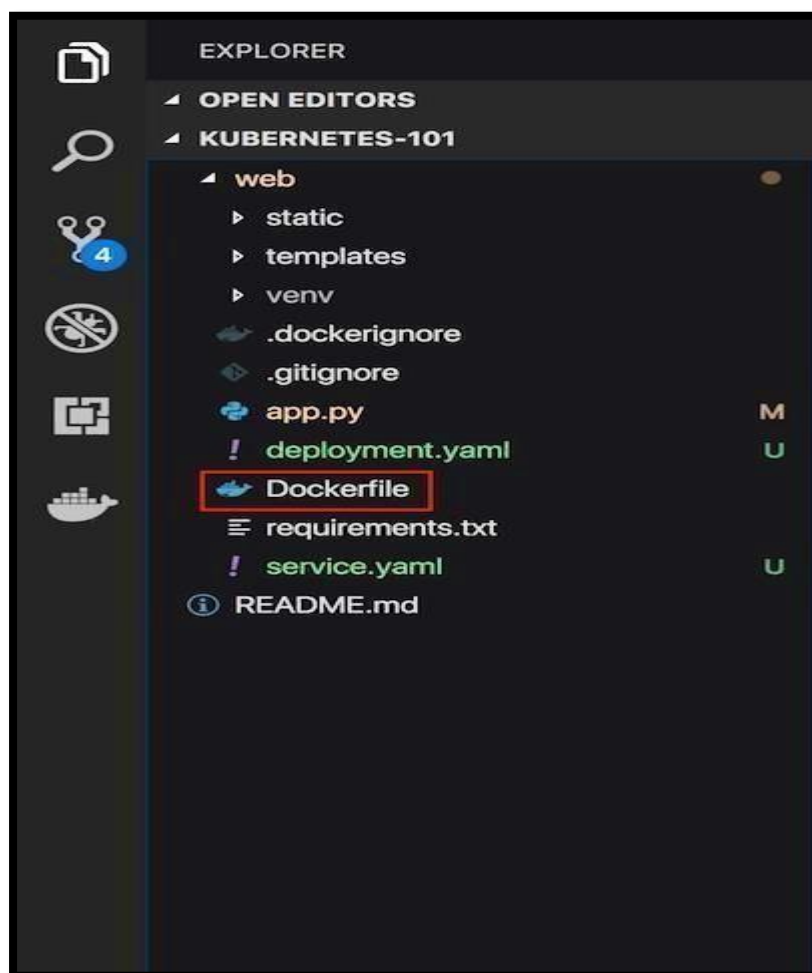 EXPLORER
OPEN EDITORS
KUBERNETES-101
web
static
4
templates
venv
.dockerignore
.gitignore
app.py M
! deployment.yaml U
Dockerfile
requirements.txt
! service.yaml U
README.md